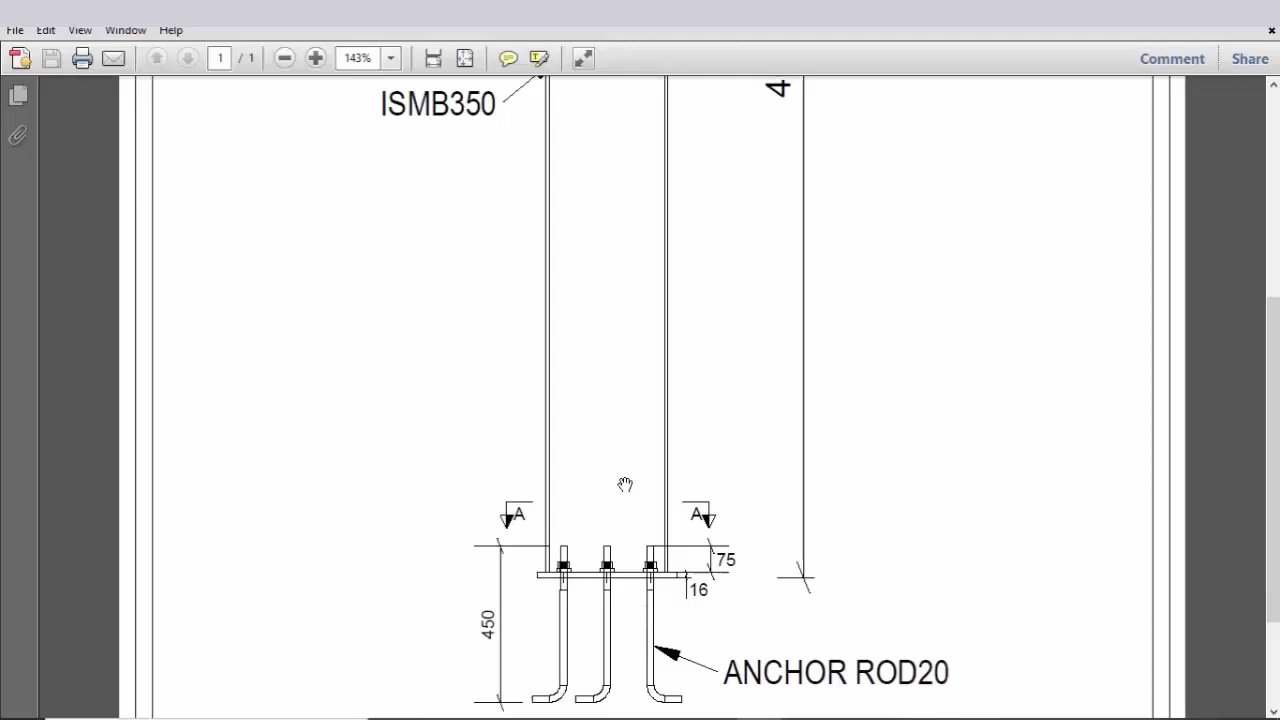 File Edit View Window Help
1 / 1 143% Comment Share
ISMB350
4
A A
75
16
450
ANCHOR ROD20